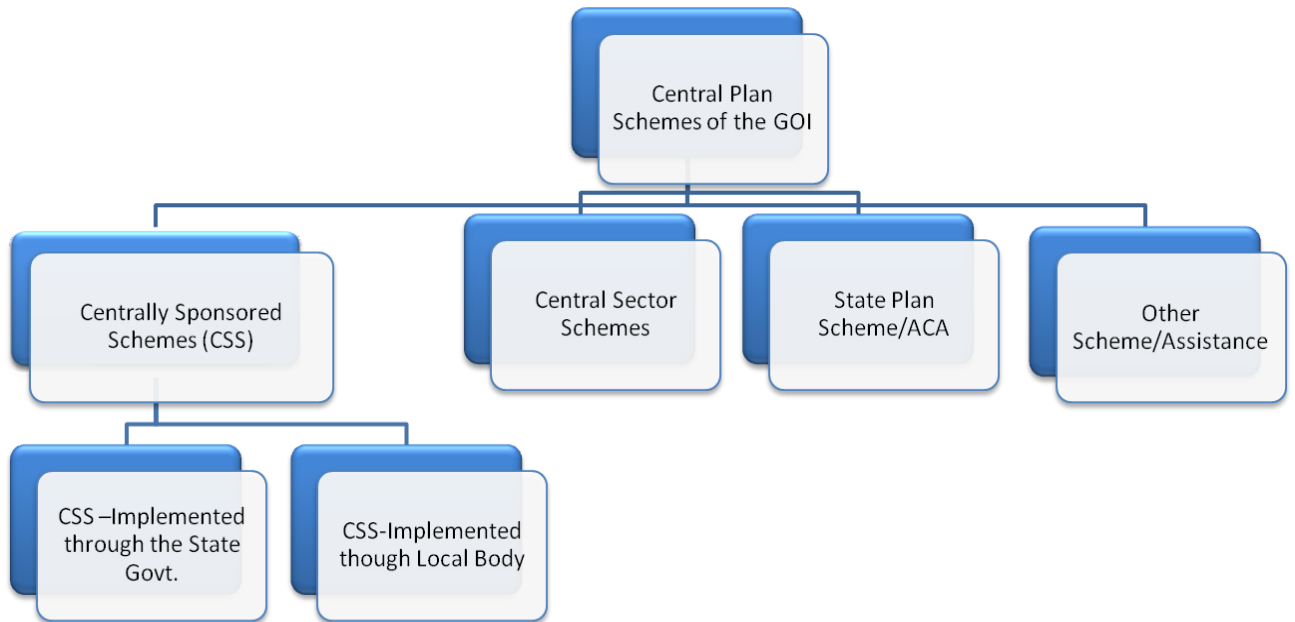 Central Plan
Schemes of the GOI
Centrally Sponsored
Schemes (CSS)
Central Sector
Schemes
State Plan
Scheme/ACA
Other
Scheme/Assistance
CSS –Implemented
through the State
Govt.
CSS-Implemented
though Local Body